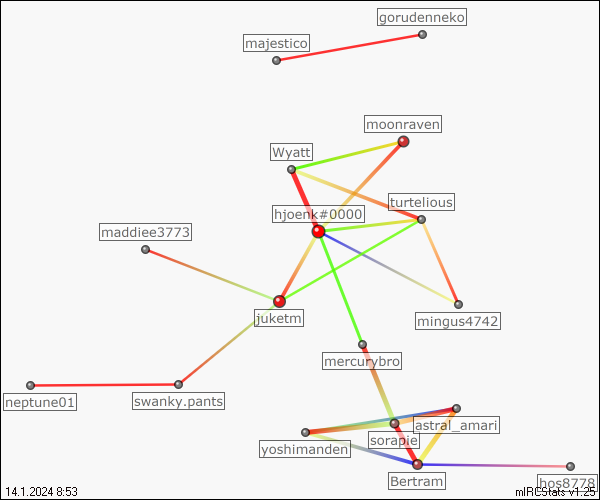 gorudenneko
majestico
moonraven
Wyatt
turtelious
hjoenk#0000
maddiee3773
juketm
mingus4742
mercurybro
neptune01
swanky.pants
astral_amari
sorapie
yoshimanden
Bertram
hos8778
14.1.2024 8:53
mIRCStats v1.25